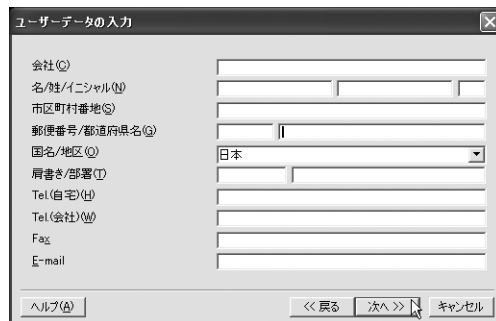 ユーザーデータの入力
会社(C)
名/姓/イニシャル(N)
市区町村番地(S)
郵便番号/都道府県名(G)
国名/地区(O) 日本
肩書き/部署(T)
Tel.(自宅)(H)
Tel.(会社)(W)
Fax
E-mail
ヘルプ(A) << 戻る 次へ >> キャンセル